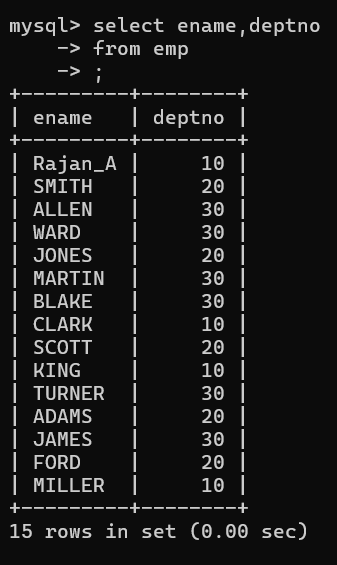 mysql> select ename,deptno
    -> from emp
    -> ;
+---------+--------+
| ename   | deptno |
+---------+--------+
| Rajan_A |     10 |
| SMITH   |     20 |
| ALLEN   |     30 |
| WARD    |     30 |
| JONES   |     20 |
| MARTIN  |     30 |
| BLAKE   |     30 |
| CLARK   |     10 |
| SCOTT   |     20 |
| KING    |     10 |
| TURNER  |     30 |
| ADAMS   |     20 |
| JAMES   |     30 |
| FORD    |     20 |
| MILLER  |     10 |
+---------+--------+
15 rows in set (0.00 sec)